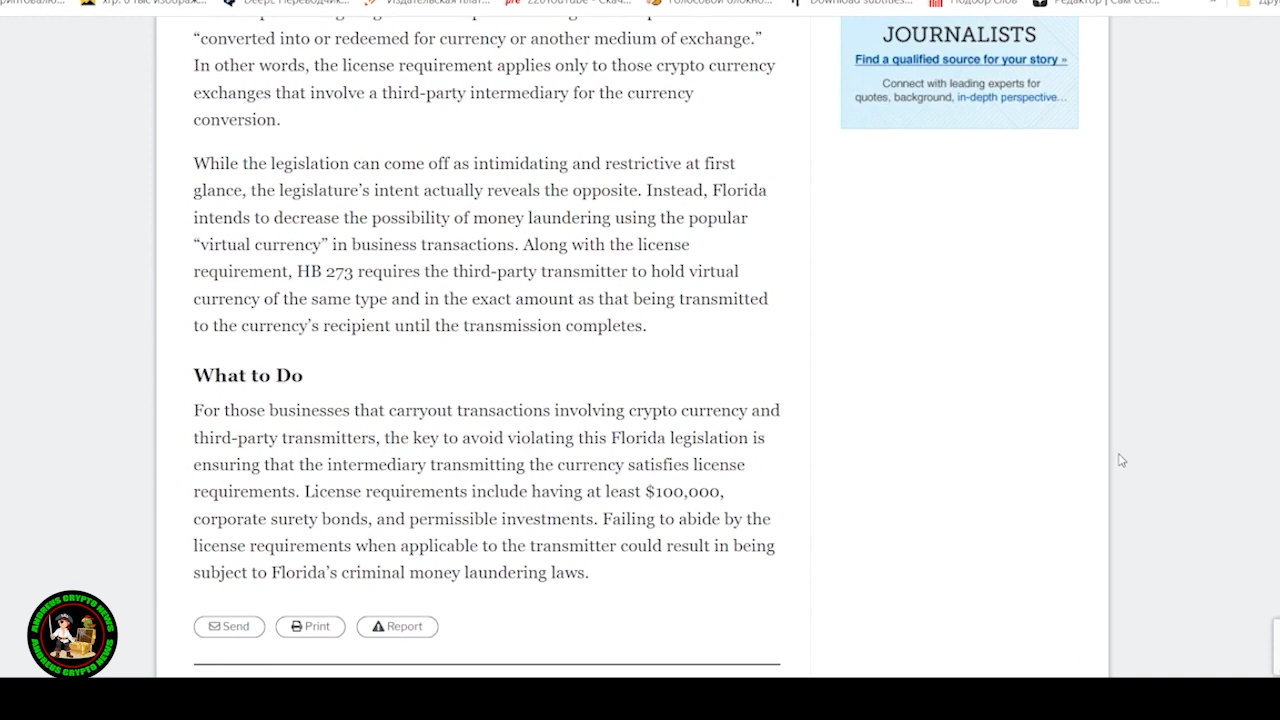 “converted into or redeemed for currency or another medium of exchange.”
In other words, the license requirement applies only to those crypto currency
exchanges that involve a third-party intermediary for the currency
conversion.
While the legislation can come off as intimidating and restrictive at first
glance, the legislature’s intent actually reveals the opposite. Instead, Florida
intends to decrease the possibility of money laundering using the popular
“virtual currency” in business transactions. Along with the license
requirement, HB 273 requires the third-party transmitter to hold virtual
currency of the same type and in the exact amount as that being transmitted
to the currency’s recipient until the transmission completes.
What to Do
For those businesses that carryout transactions involving crypto currency and
third-party transmitters, the key to avoid violating this Florida legislation is
ensuring that the intermediary transmitting the currency satisfies license
requirements. License requirements include having at least $100,000,
corporate surety bonds, and permissible investments. Failing to abide by the
license requirements when applicable to the transmitter could result in being
subject to Florida’s criminal money laundering laws.
Send Print Report
JOURNALISTS
Find a qualified source for your story »
Connect with leading experts for
quotes, background, in-depth perspective...
ANDREUS CRYPTO NEWS
ANDREUS CRYPTO NEWS